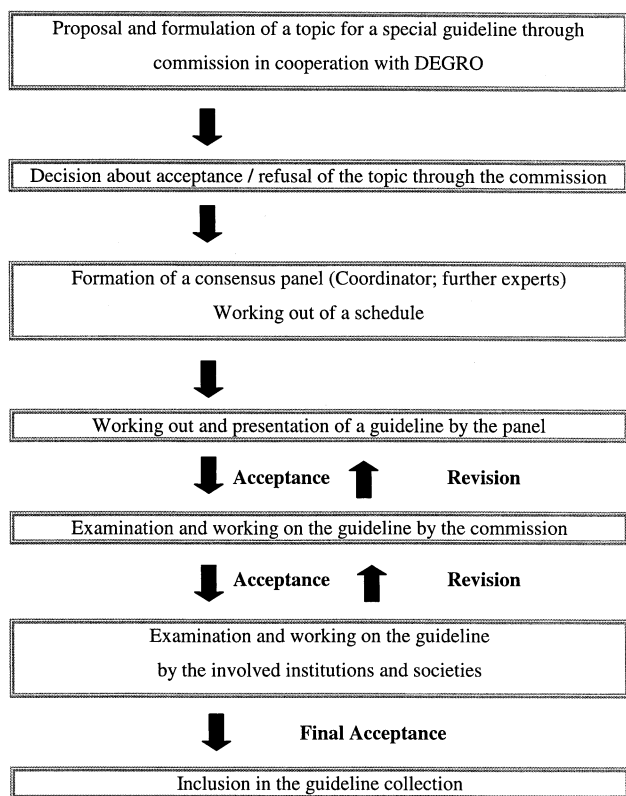 Proposal and formulation of a topic for a special guideline through
commission in cooperation with DEGRO
Decision about acceptance / refusal of the topic through the commission
Formation of a consensus panel (Coordinator; further experts)
Working out of a schedule
Working out and presentation of a guideline by the panel
Acceptance Revision
Examination and working on the guideline by the commission
Acceptance Revision
Examination and working on the guideline
by the involved institutions and societies
Final Acceptance
Inclusion in the guideline collection